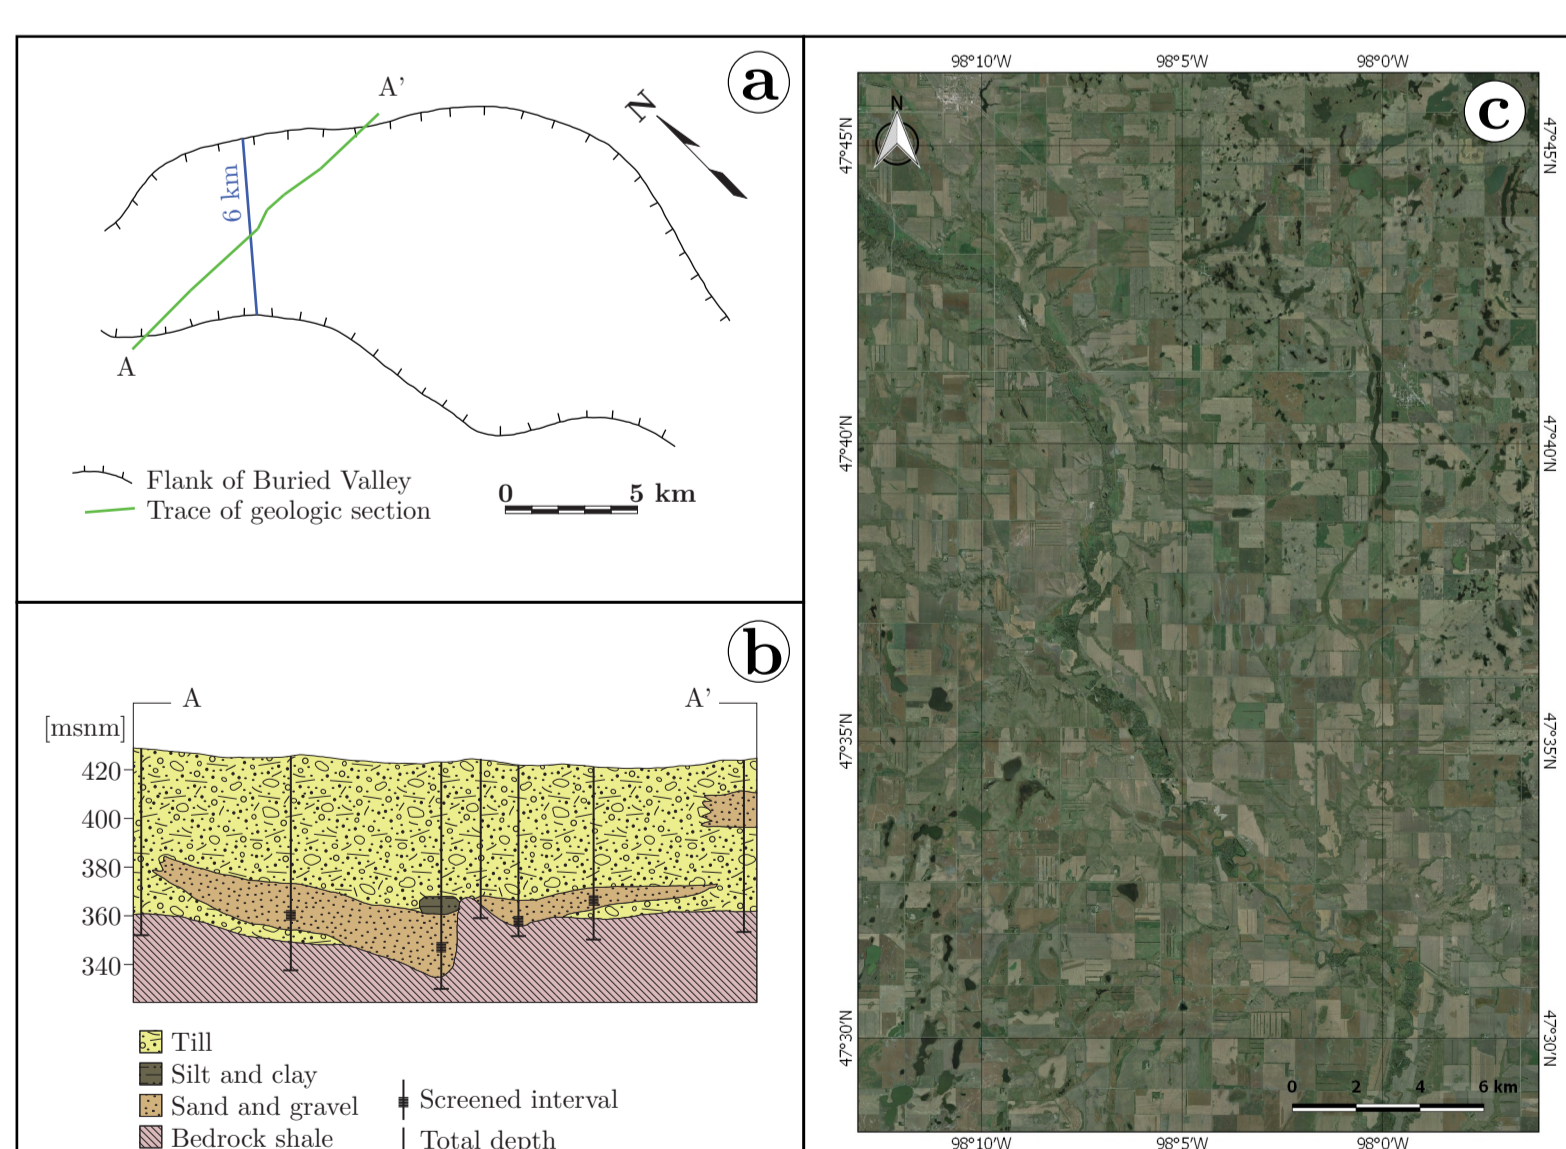 a
A'
N
6 km
A
Flank of Buried Valley
Trace of geologic section
0 5 km
b
A A'
[msnm]
420
400
380
360
340
Till
Silt and clay
Sand and gravel
Bedrock shale
Screened interval
Total depth
c
98°10'W 98°5'W 98°0'W
N
47°45'N 47°45'N
47°40'N 47°40'N
47°35'N 47°35'N
47°30'N 47°30'N
0 2 4 6 km
98°10'W 98°5'W 98°0'W